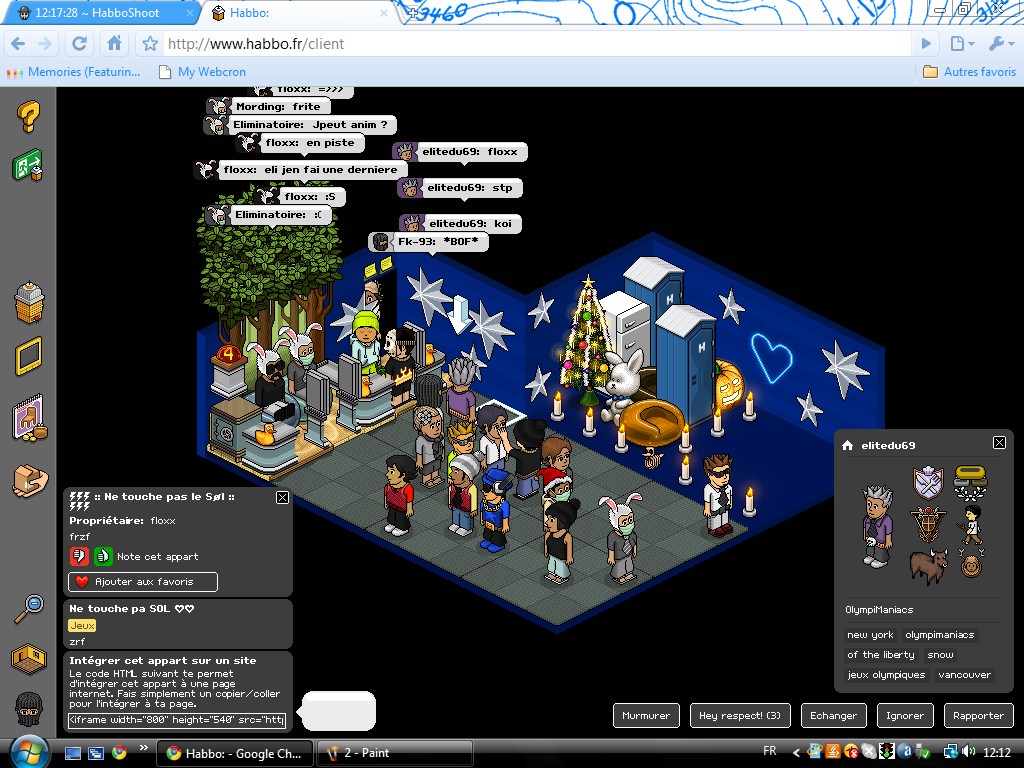 12:17:28 ~ HabboShoot
Habbo:
3460
http://www.habbo.fr/client
Memories (Featurin...
My Webcron
Autres favoris
floxx: =>>>
Mording: frite
Eliminatoire: Jpeut anim ?
floxx: en piste
elitedu69: floxx
floxx: eli jen fai une derniere
elitedu69: stp
floxx: :S
Eliminatoire: :(
elitedu69: koi
Fk-93: *BOF*
4
H
H
elitedu69
OlympiManiacs
new york
olympimaniacs
of the liberty
snow
jeux olympiques
vancouver
:: Ne touche pas le Søl ::
Propriétaire: floxx
frzf
Note cet appart
Ajouter aux favoris
Ne touche pa SOL ♡♡
Jeux
zrf
Intégrer cet appart sur un site
Le code HTML suivant te permet
d'intégrer cet appart à une page
internet. Fais simplement un copier/coller
pour l'intégrer à ta page.
<iframe width="800" height="540" src="htt
Murmurer
Hey respect! (3)
Echanger
Ignorer
Rapporter
Habbo: - Google Ch...
2 - Paint
FR
12:12